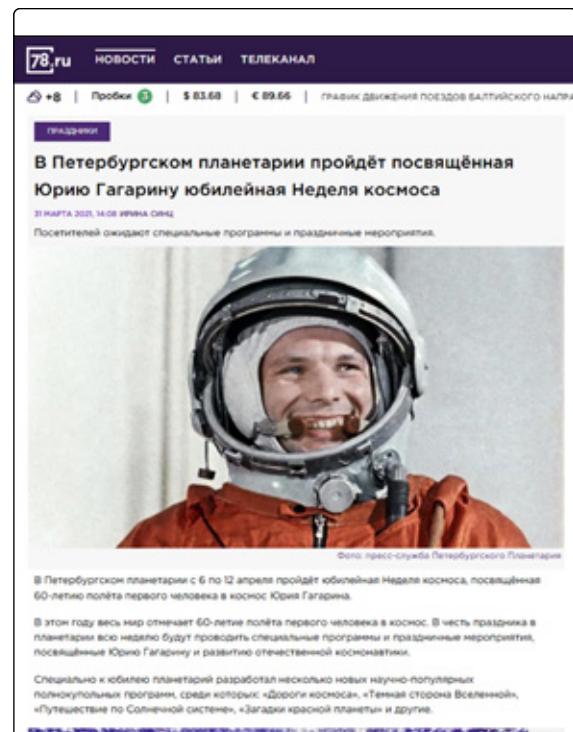 78.ru НОВОСТИ СТАТЬИ ТЕЛЕКАНАЛ
+8 | Пробки 3 | $ 83.68 | € 89.66 | ГРАФИК ДВИЖЕНИЯ ПОЕЗДОВ БАЛТИЙСКОГО НАПРА
ПРАЗДНИКИ
В Петербургском планетарии пройдёт посвящённая
Юрию Гагарину юбилейная Неделя космоса
31 МАРТА 2021, 14:08 ИРИНА СИНЦ
Посетителей ожидают специальные программы и праздничные мероприятия.
Фото: пресс-служба Петербургского Планетария
В Петербургском планетарии с 6 по 12 апреля пройдёт юбилейная Неделя космоса, посвящённая
60-летию полёта первого человека в космос Юрия Гагарина.
В этом году весь мир отмечает 60-летие полёта первого человека в космос. В честь праздника в
планетарии всю неделю будут проводить специальные программы и праздничные мероприятия,
посвящённые Юрию Гагарину и развитию отечественной космонавтики.
Специально к юбилею планетарий разработал несколько новых научно-популярных
полнокупольных программ, среди которых: «Дороги космоса», «Темная сторона Вселенной»,
«Путешествие по Солнечной системе», «Загадки красной планеты» и другие.